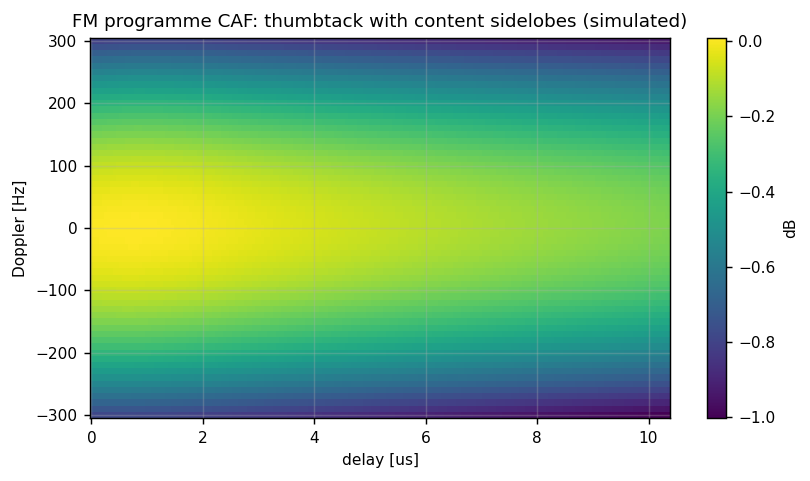 FM programme CAF: thumbtack with content sidelobes (simulated)
300
200
100
0
−100
−200
−300
Doppler [Hz]
0 2 4 6 8 10
delay [us]
0.0
−0.2
−0.4
−0.6
−0.8
−1.0
dB